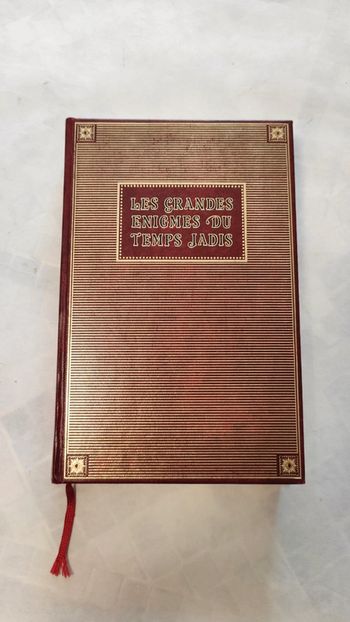 LES GRANDES
ENIGMES DU
TEMPS JADIS